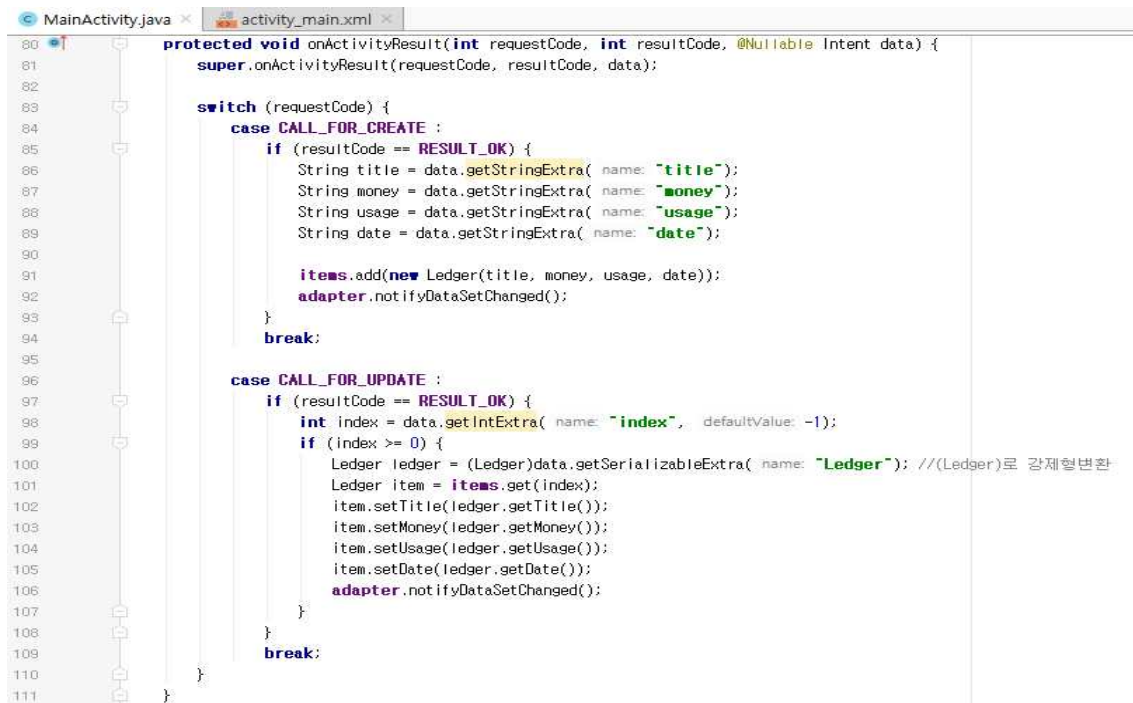 MainActivity.java × activity_main.xml ×
80 protected void onActivityResult(int requestCode, int resultCode, @Nullable Intent data) {
81 super.onActivityResult(requestCode, resultCode, data);
82
83 switch (requestCode) {
84 case CALL_FOR_CREATE :
85 if (resultCode == RESULT_OK) {
86 String title = data.getStringExtra( name: "title");
87 String money = data.getStringExtra( name: "money");
88 String usage = data.getStringExtra( name: "usage");
89 String date = data.getStringExtra( name: "date");
90
91 items.add(new Ledger(title, money, usage, date));
92 adapter.notifyDataSetChanged();
93 }
94 break;
95
96 case CALL_FOR_UPDATE :
97 if (resultCode == RESULT_OK) {
98 int index = data.getIntExtra( name: "index", defaultValue: -1);
99 if (index >= 0) {
100 Ledger ledger = (Ledger)data.getSerializableExtra( name: "Ledger"); //(Ledger)로 강제형변환
101 Ledger item = items.get(index);
102 item.setTitle(ledger.getTitle());
103 item.setMoney(ledger.getMoney());
104 item.setUsage(ledger.getUsage());
105 item.setDate(ledger.getDate());
106 adapter.notifyDataSetChanged();
107 }
108 }
109 break;
110 }
111 }